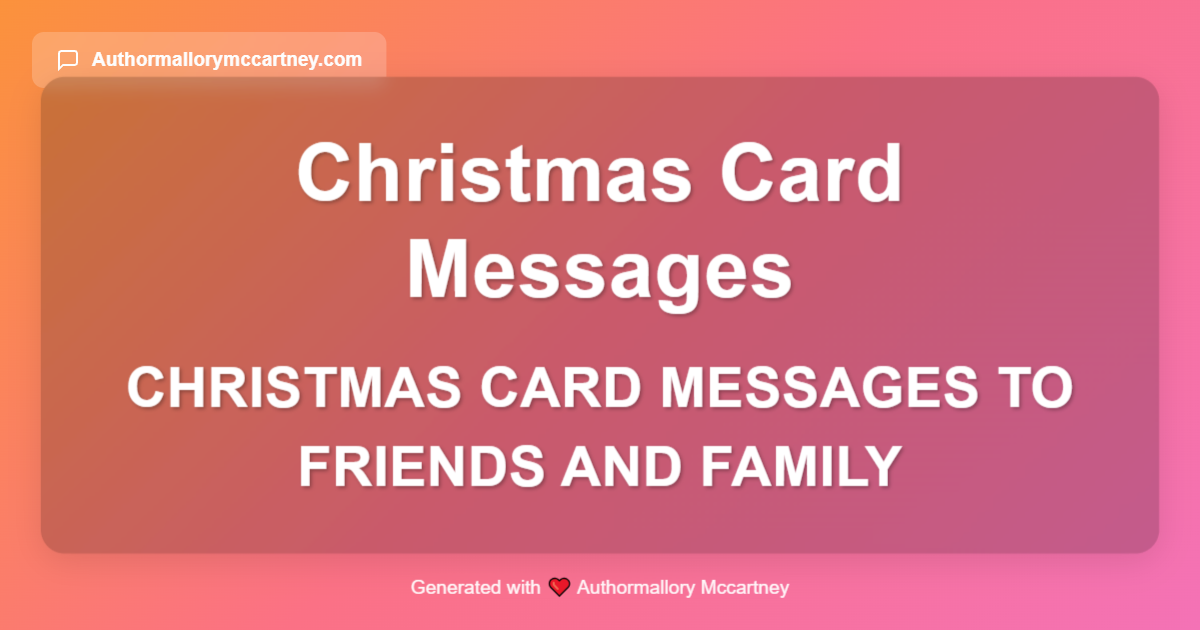 Authormallorymccartney.com
Christmas Card
Messages
CHRISTMAS CARD MESSAGES TO
FRIENDS AND FAMILY
Generated with ❤️ Authormallory Mccartney